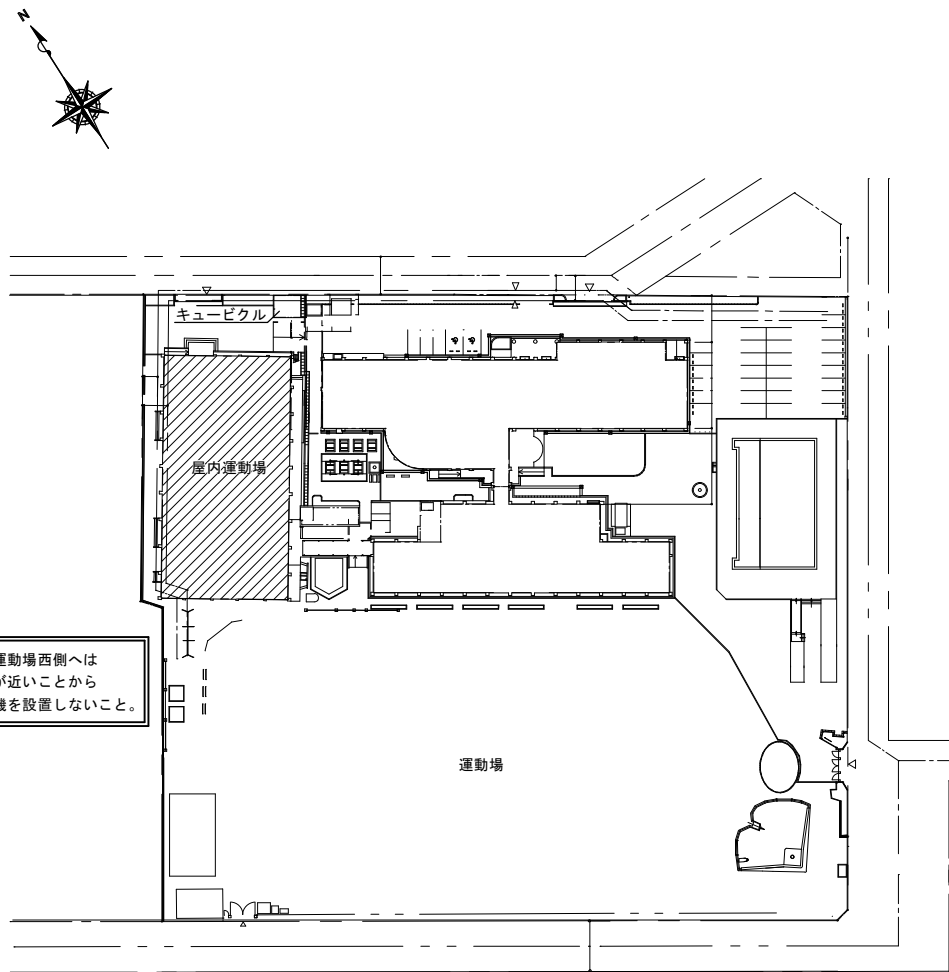 N
キュービクル
屋内運動場
運動場西側へは
が近いことから
機を設置しないこと。
運動場